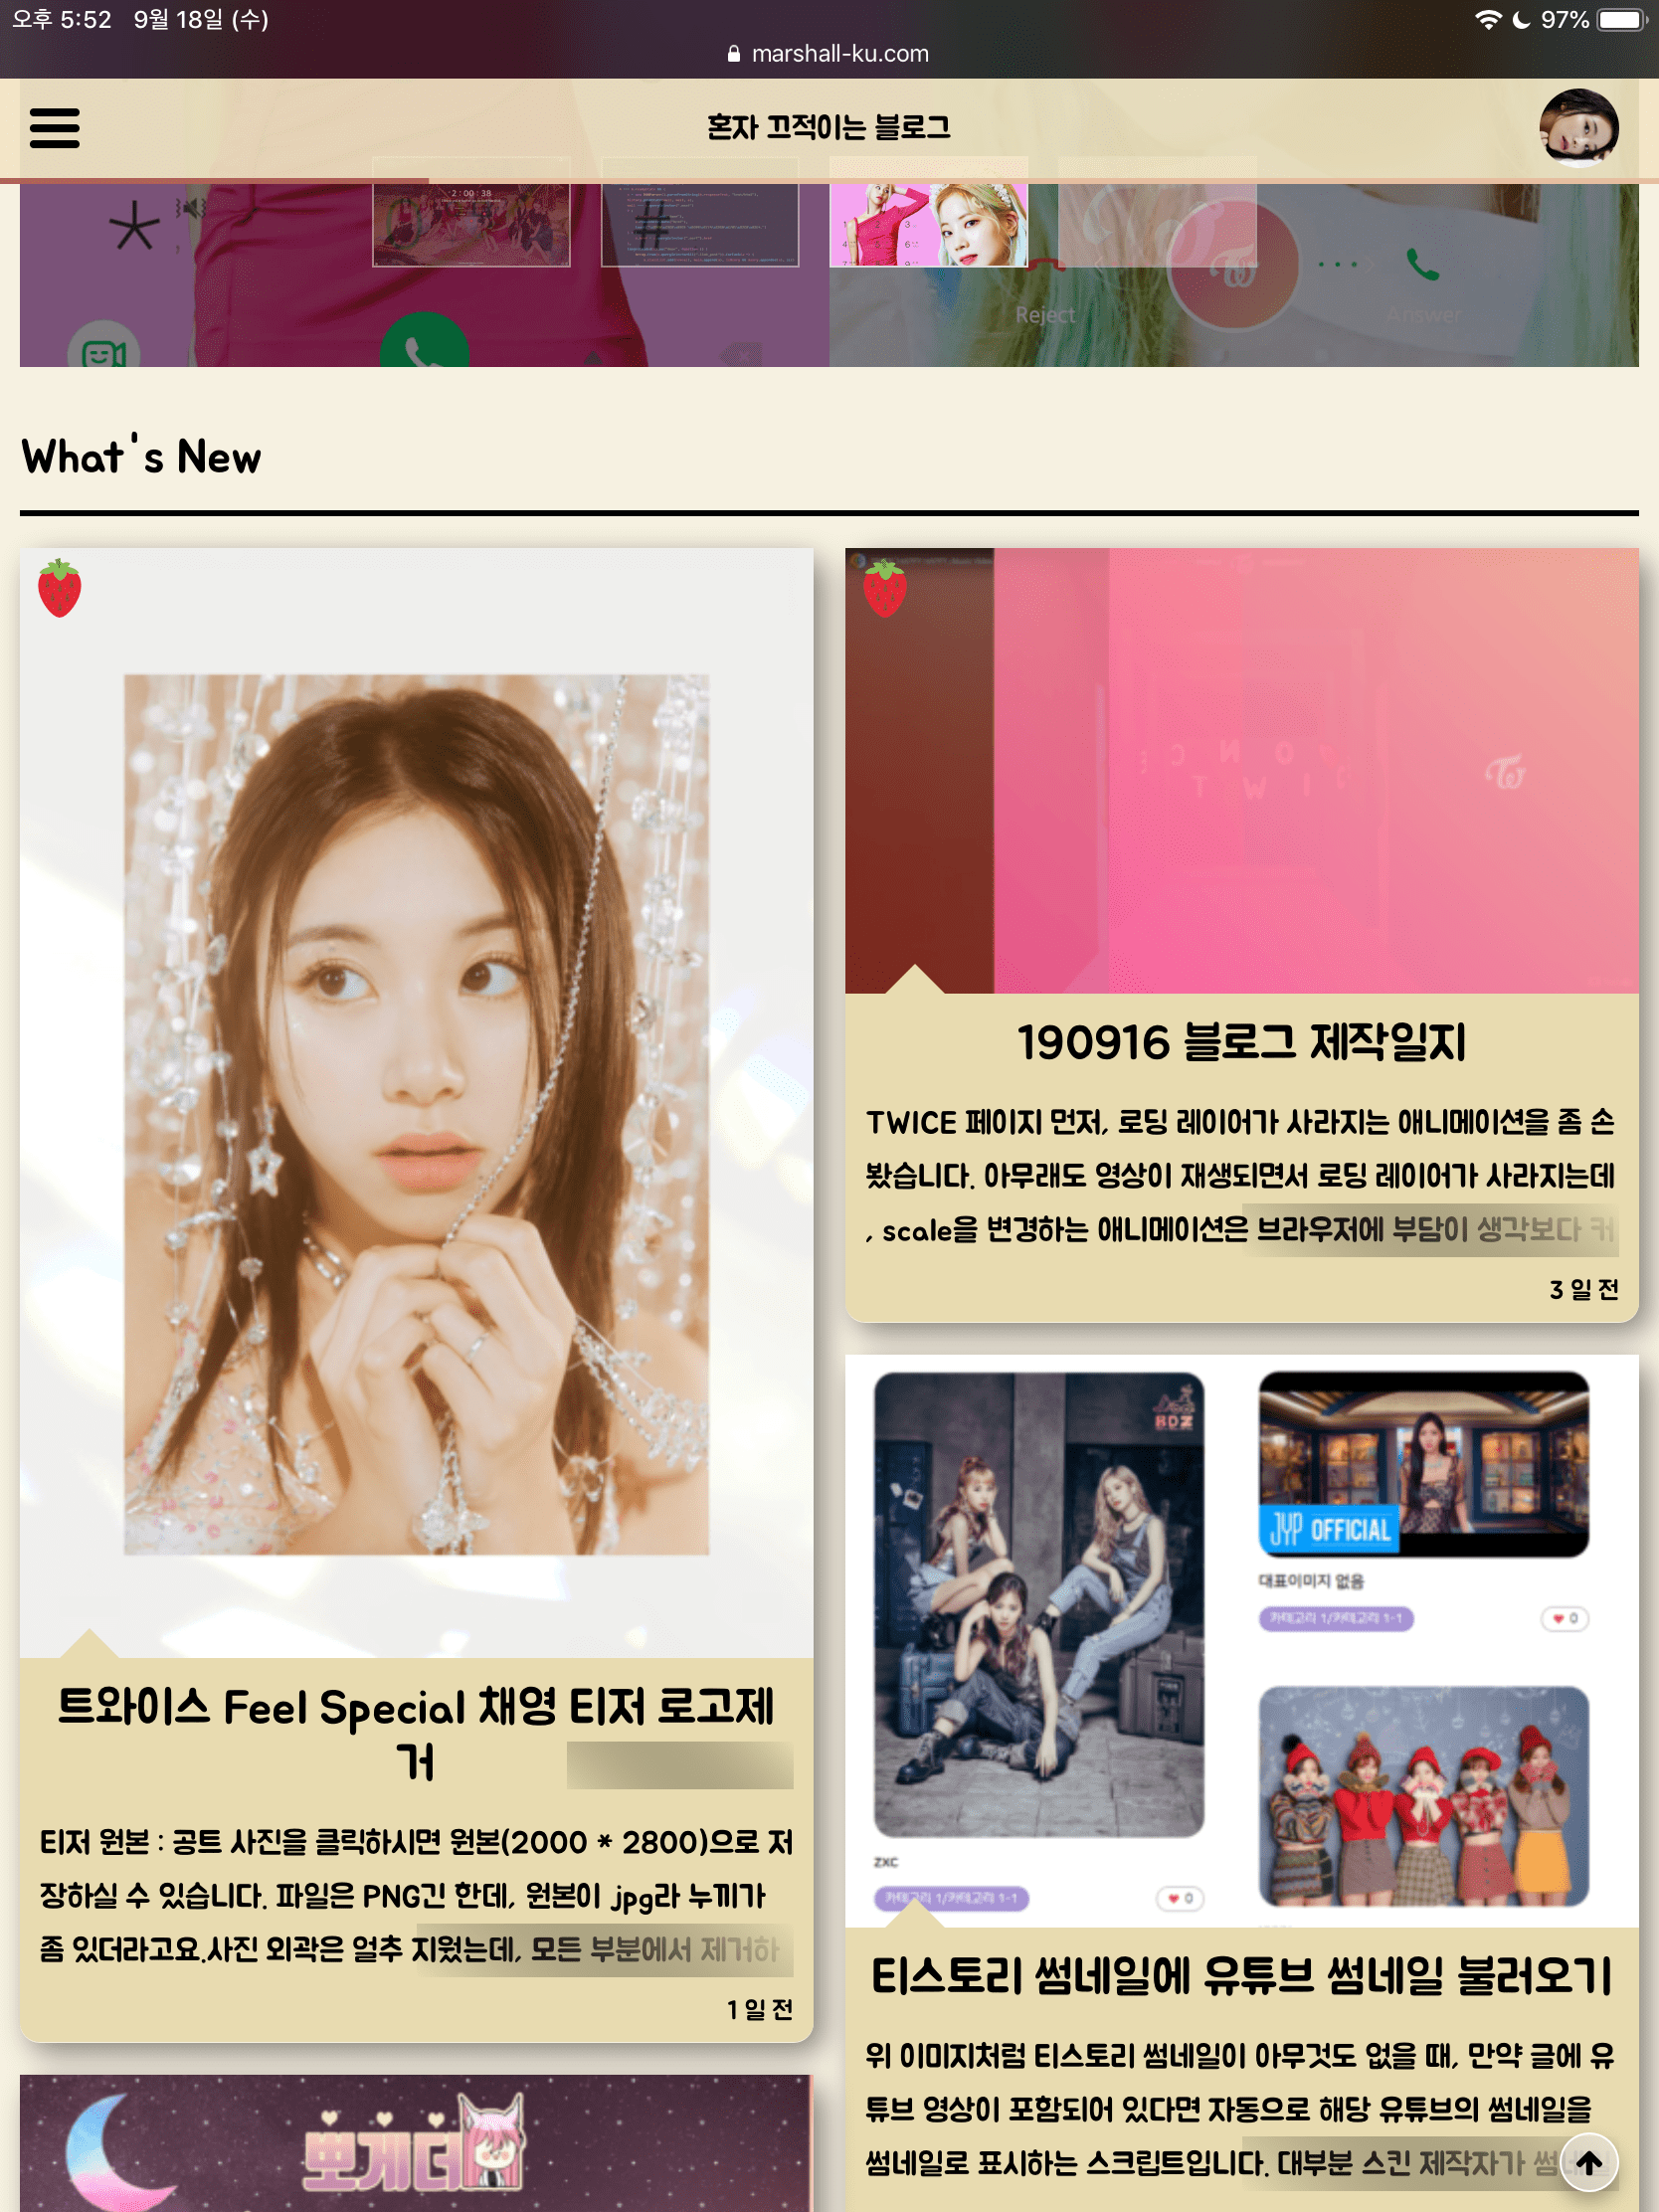 오후 5:52 9월 18일 (수)
97%
marshall-ku.com
혼자 끄적이는 블로그
2 : 00 : 38
*
#
Reject
Answer
What's New
트와이스 Feel Special 채영 티저 로고제
거
티저 원본 : 공트 사진을 클릭하시면 원본(2000 * 2800)으로 저
장하실 수 있습니다. 파일은 PNG긴 한데, 원본이 jpg라 누끼가
좀 있더라고요.사진 외곽은 얼추 지웠는데, 모든 부분에서 제거하
1 일 전
뽀게더
190916 블로그 제작일지
TWICE 페이지 먼저, 로딩 레이어가 사라지는 애니메이션을 좀 손
봤습니다. 아무래도 영상이 재생되면서 로딩 레이어가 사라지는데
, scale을 변경하는 애니메이션은 브라우저에 부담이 생각보다 커
3 일 전
BDZ
JYP OFFICIAL
대표이미지 없음
카테고리 1/카테고리 1-1
0
zxc
카테고리 1/카테고리 1-1
0
티스토리 썸네일에 유튜브 썸네일 불러오기
위 이미지처럼 티스토리 썸네일이 아무것도 없을 때, 만약 글에 유
튜브 영상이 포함되어 있다면 자동으로 해당 유튜브의 썸네일을
썸네일로 표시하는 스크립트입니다. 대부분 스킨 제작자가 썸